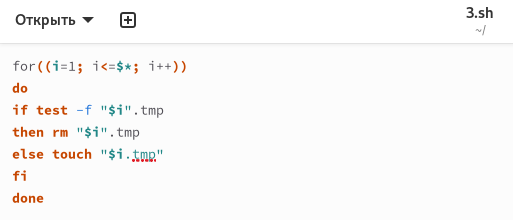 Открыть
3.sh
~/
for((i=1; i<=$*; i++))
do
if test -f "$i".tmp
then rm "$i".tmp
else touch "$i.tmp"
fi
done